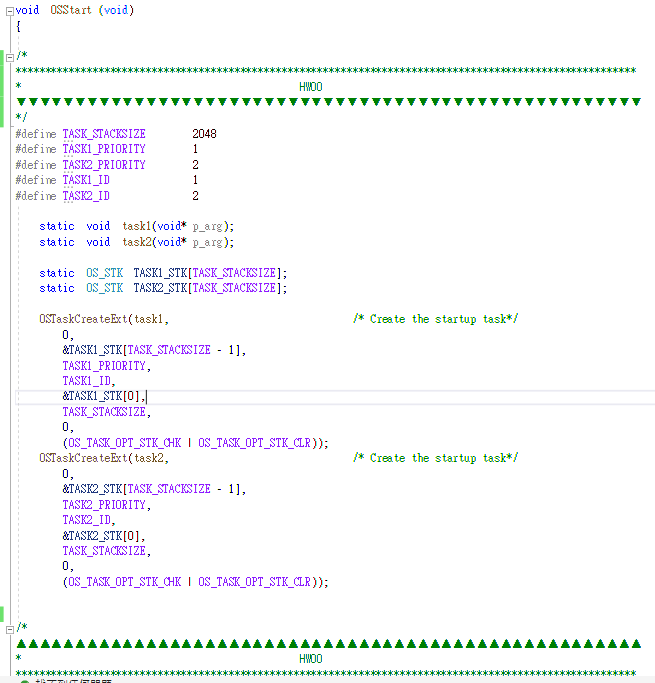 void OSStart (void)
{
/*
*********************************************************************************************************
* HW00
▼▼▼▼▼▼▼▼▼▼▼▼▼▼▼▼▼▼▼▼▼▼▼▼▼▼▼▼▼▼▼▼▼▼▼▼▼▼▼▼▼▼▼▼▼▼▼▼▼▼▼▼
*/
#define TASK_STACKSIZE 2048
#define TASK1_PRIORITY 1
#define TASK2_PRIORITY 2
#define TASK1_ID 1
#define TASK2_ID 2
static void task1(void* p_arg);
static void task2(void* p_arg);
static OS_STK TASK1_STK[TASK_STACKSIZE];
static OS_STK TASK2_STK[TASK_STACKSIZE];
OSTaskCreateExt(task1, /* Create the startup task*/
0,
&TASK1_STK[TASK_STACKSIZE - 1],
TASK1_PRIORITY,
TASK1_ID,
&TASK1_STK[0],
TASK_STACKSIZE,
0,
(OS_TASK_OPT_STK_CHK | OS_TASK_OPT_STK_CLR));
OSTaskCreateExt(task2, /* Create the startup task*/
0,
&TASK2_STK[TASK_STACKSIZE - 1],
TASK2_PRIORITY,
TASK2_ID,
&TASK2_STK[0],
TASK_STACKSIZE,
0,
(OS_TASK_OPT_STK_CHK | OS_TASK_OPT_STK_CLR));
/*
▲▲▲▲▲▲▲▲▲▲▲▲▲▲▲▲▲▲▲▲▲▲▲▲▲▲▲▲▲▲▲▲▲▲▲▲▲▲▲▲▲▲▲▲▲▲▲▲▲▲▲▲
* HW00
*********************************************************************************************************